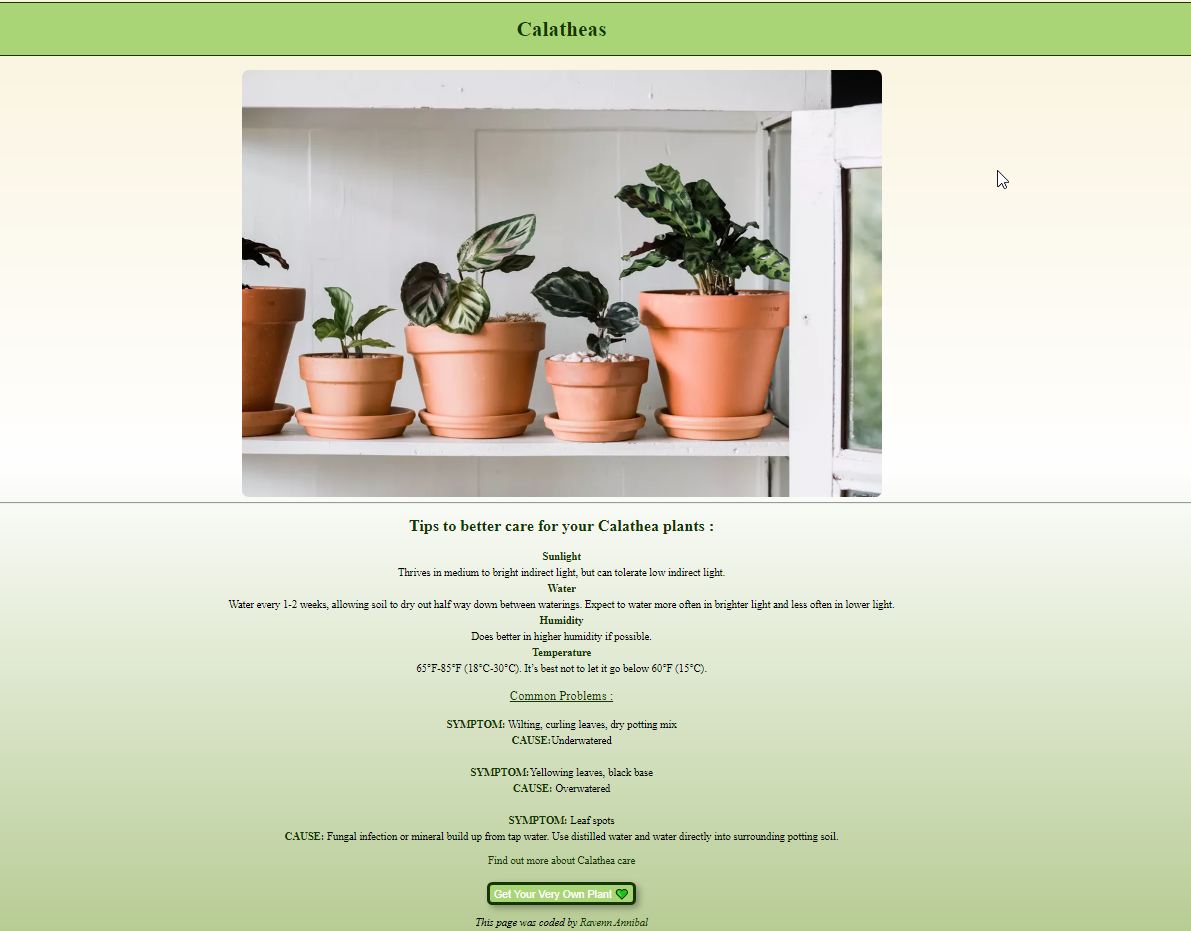 Calatheas
Tips to better care for your Calathea plants :
Sunlight
Thrives in medium to bright indirect light, but can tolerate low indirect light.
Water
Water every 1-2 weeks, allowing soil to dry out half way down between waterings. Expect to water more often in brighter light and less often in lower light.
Humidity
Does better in higher humidity if possible.
Temperature
65°F-85°F (18°C-30°C). It’s best not to let it go below 60°F (15°C).
Common Problems :
SYMPTOM: Wilting, curling leaves, dry potting mix
CAUSE:Underwatered
SYMPTOM:Yellowing leaves, black base
CAUSE: Overwatered
SYMPTOM: Leaf spots
CAUSE: Fungal infection or mineral build up from tap water. Use distilled water and water directly into surrounding potting soil.
Find out more about Calathea care
Get Your Very Own Plant 💚
This page was coded by Ravenn Annibal